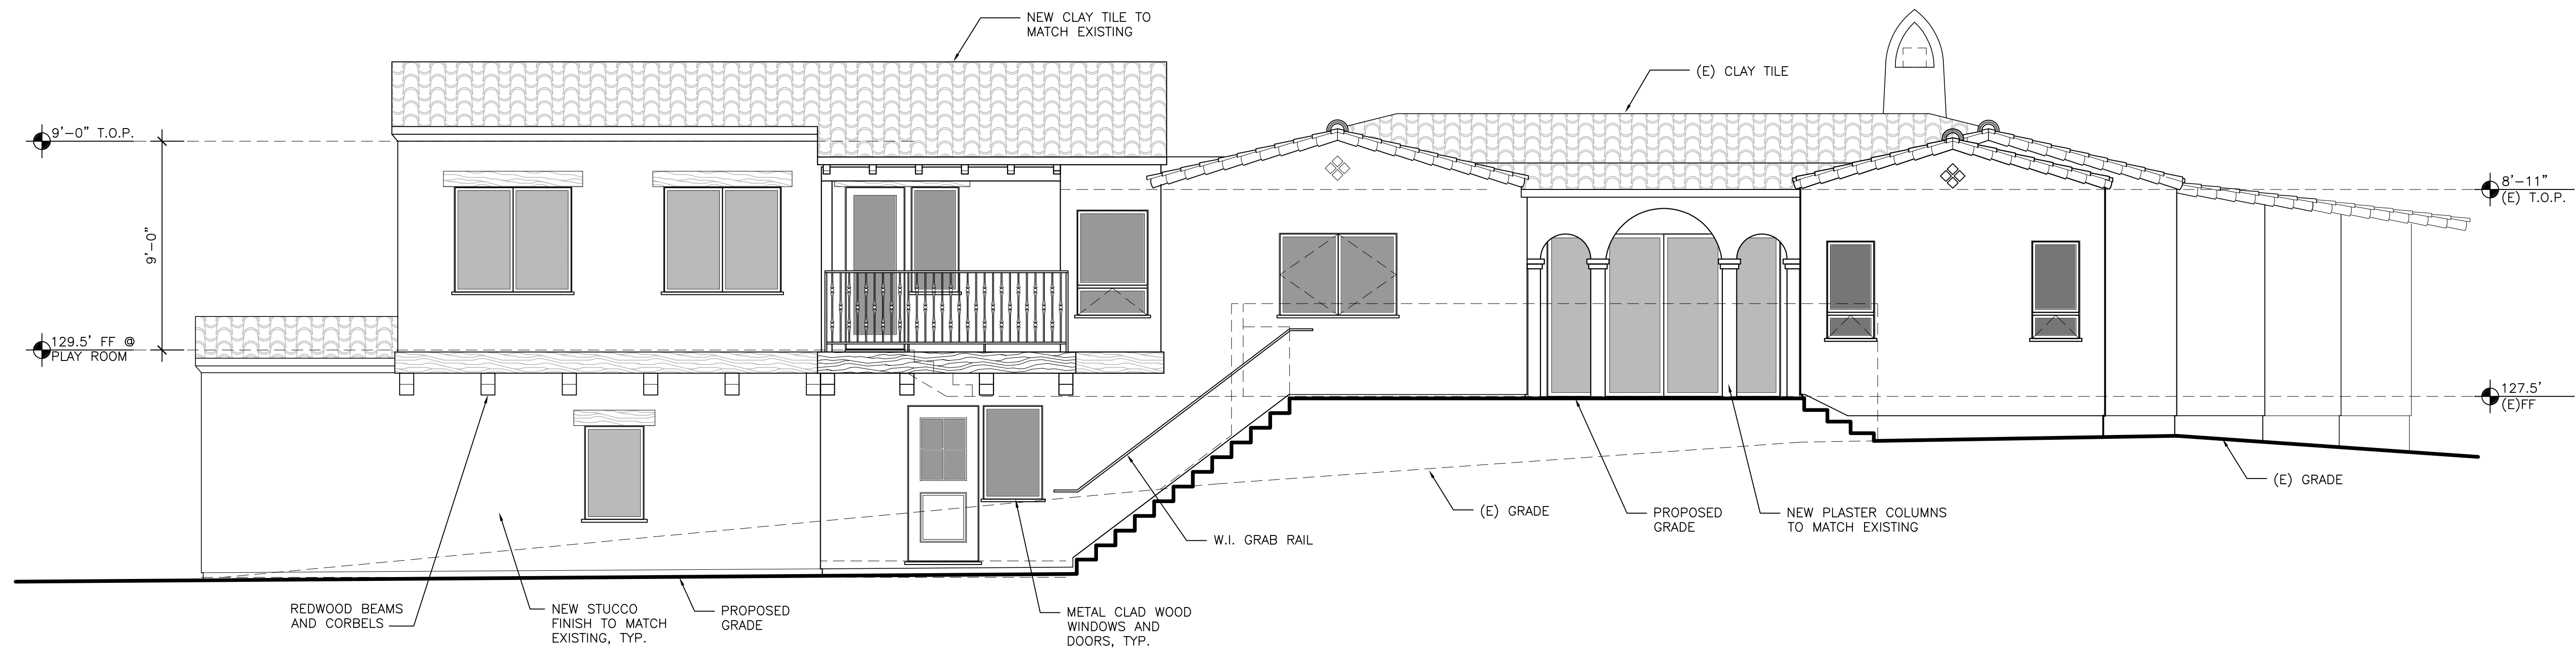 NEW CLAY TILE TO
MATCH EXISTING
(E) CLAY TILE
9'-0" T.O.P.
9'-0"
8'-11"
(E) T.O.P.
129.5' FF @
PLAY ROOM
127.5'
(E)FF
(E) GRADE
(E) GRADE
PROPOSED
GRADE
NEW PLASTER COLUMNS
TO MATCH EXISTING
W.I. GRAB RAIL
REDWOOD BEAMS
AND CORBELS
NEW STUCCO
FINISH TO MATCH
EXISTING, TYP.
PROPOSED
GRADE
METAL CLAD WOOD
WINDOWS AND
DOORS, TYP.